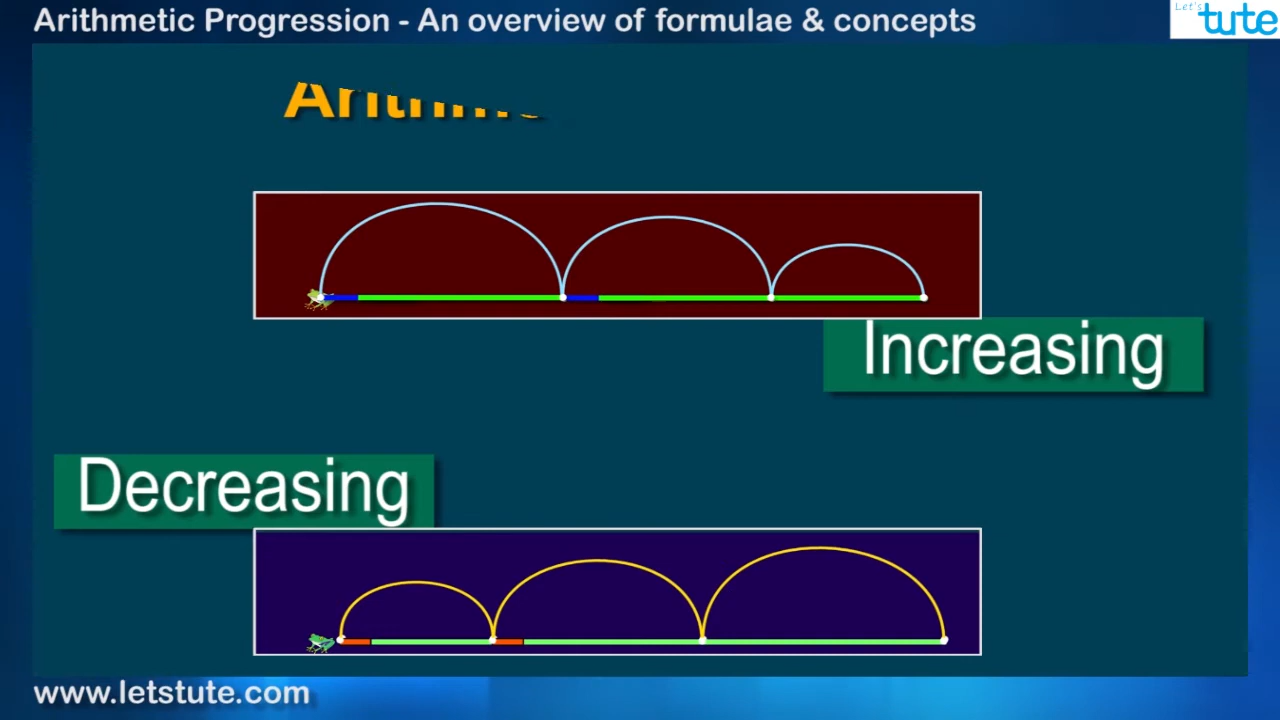 Arithmetic Progression - An overview of formulae & concepts
Let's
tute
Increasing
Decreasing
www.letstute.com